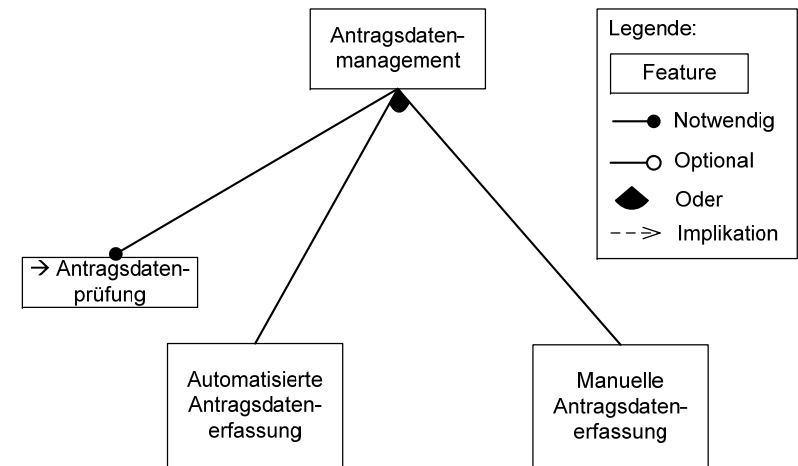 Antragsdaten-
management
Legende:
Feature
Notwendig
Optional
Oder
Implikation
→ Antragsdaten-
prüfung
Automatisierte
Antragsdaten-
erfassung
Manuelle
Antragsdaten-
erfassung